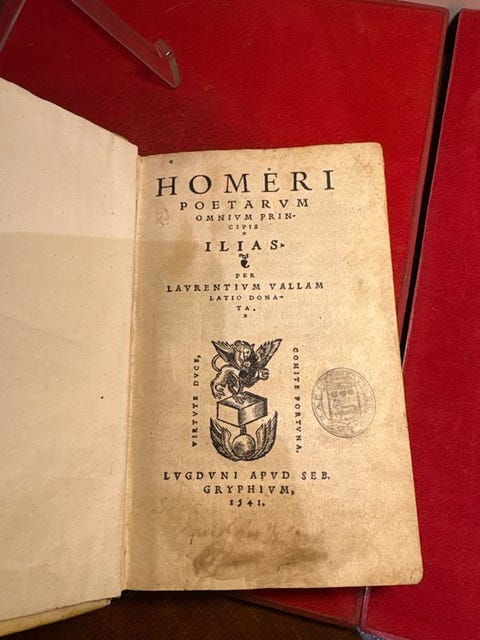 HOMERI
POETARVM
OMNIVM PRIN-
CIPIS
ILIAS
PER
LAVRENTIVM VALLAM
LATIO DONA-
TA.
VIRTVTE DVCE,
COMITE FORTVNA.
LVGDVNI APVD SEB.
GRYPHIVM,
1541.